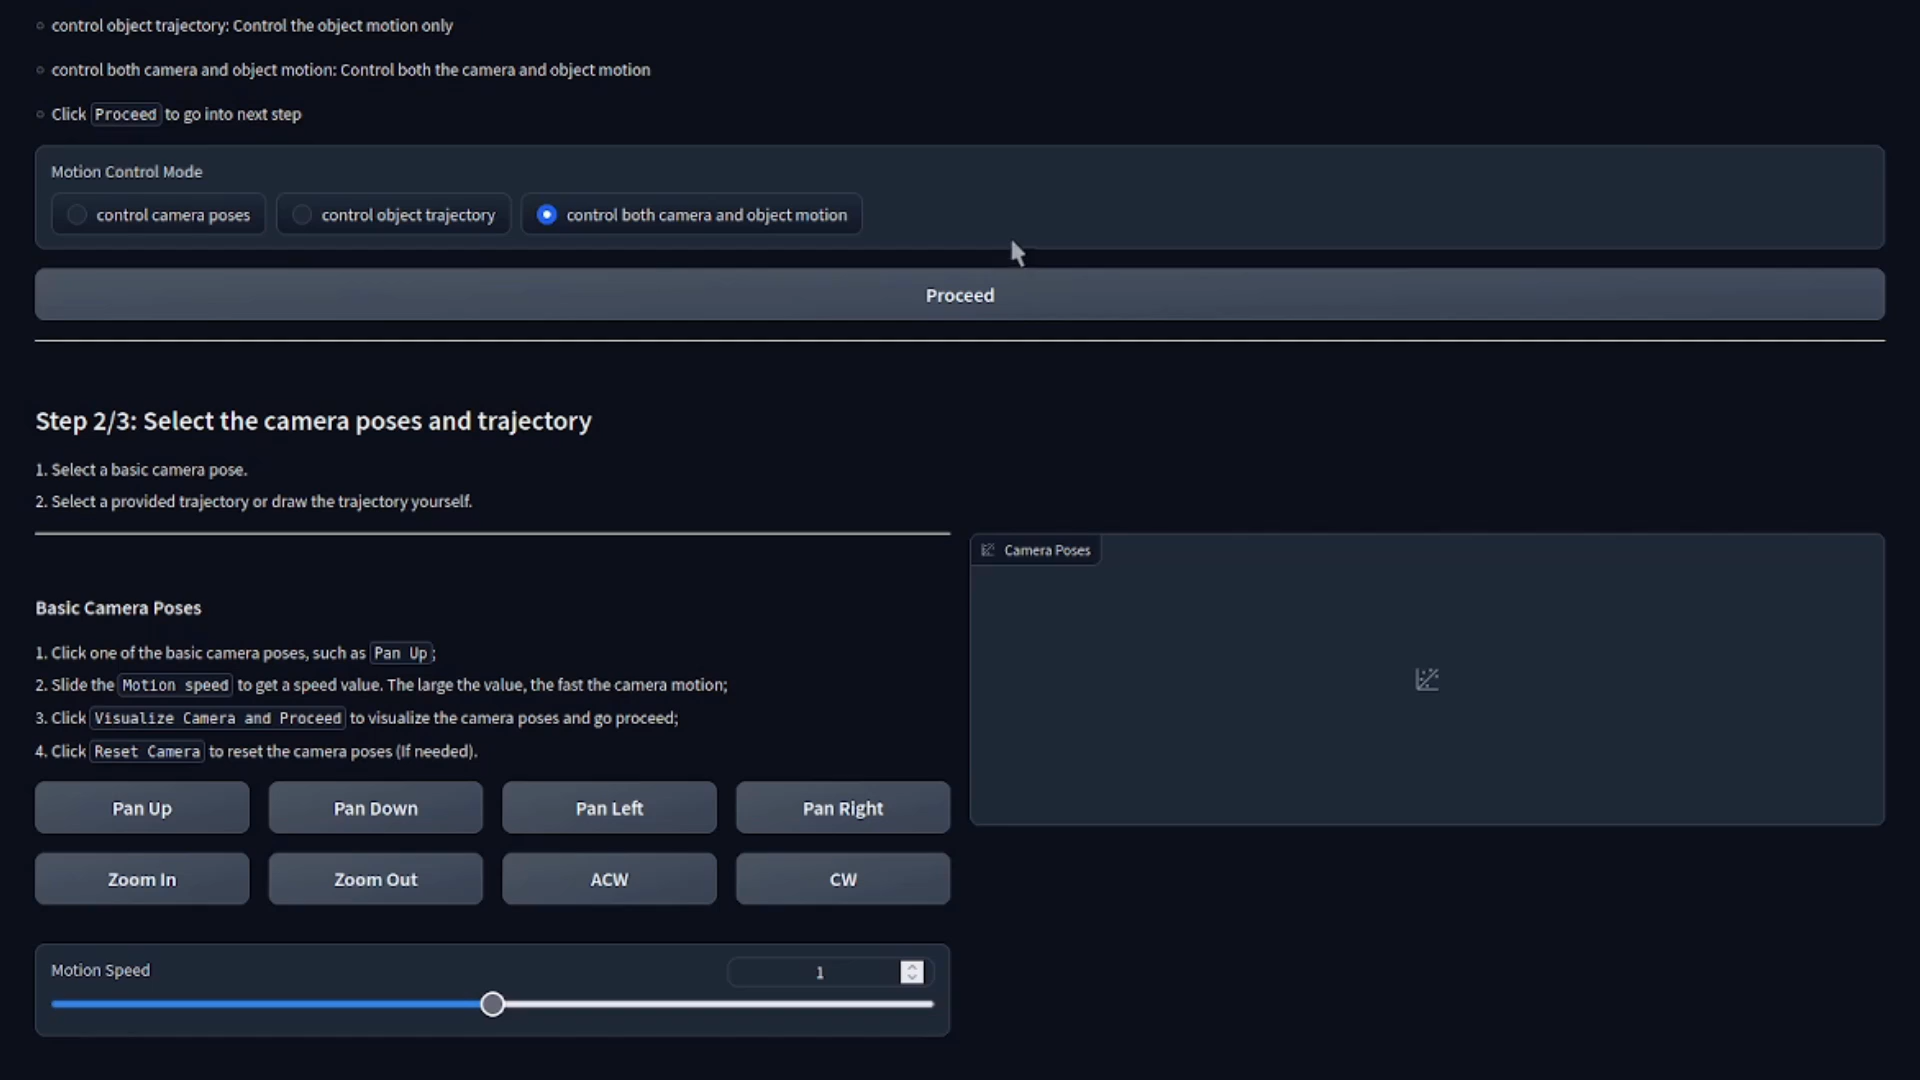 control object trajectory: Control the object motion only
control both camera and object motion: Control both the camera and object motion
Click Proceed to go into next step
Motion Control Mode
control camera poses
control object trajectory
control both camera and object motion
Proceed
Step 2/3: Select the camera poses and trajectory
1. Select a basic camera pose.
2. Select a provided trajectory or draw the trajectory yourself.
Camera Poses
Basic Camera Poses
1. Click one of the basic camera poses, such as Pan Up;
2. Slide the Motion speed to get a speed value. The large the value, the fast the camera motion;
3. Click Visualize Camera and Proceed to visualize the camera poses and go proceed;
4. Click Reset Camera to reset the camera poses (If needed).
Pan Up
Pan Down
Pan Left
Pan Right
Zoom In
Zoom Out
ACW
CW
Motion Speed
1